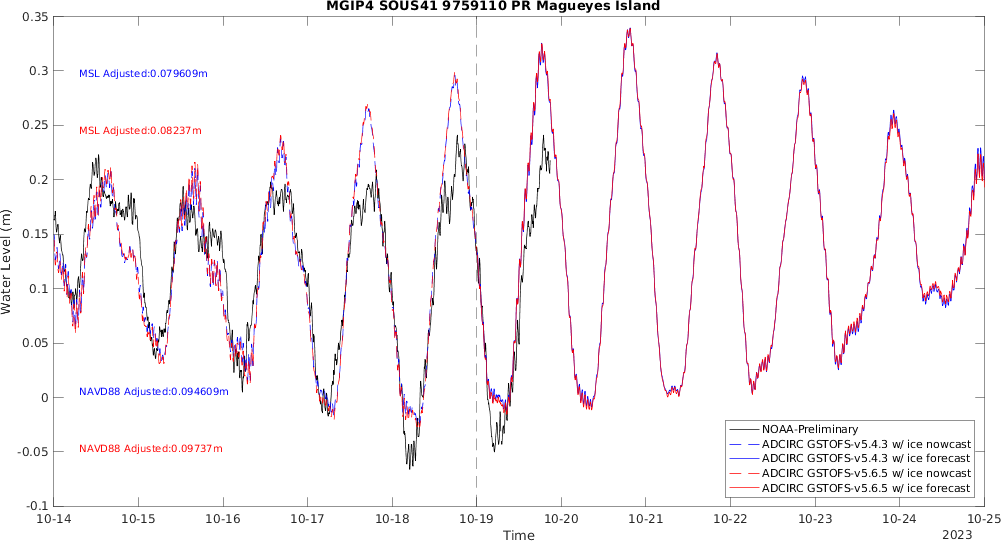 MGIP4 SOUS41 9759110 PR Magueyes Island
0.35
0.3
0.25
0.2
0.15
0.1
0.05
0
-0.05
-0.1
Water Level (m)
MSL Adjusted:0.079609m
MSL Adjusted:0.08237m
NAVD88 Adjusted:0.094609m
NAVD88 Adjusted:0.09737m
NOAA-Preliminary
ADCIRC GSTOFS-v5.4.3 w/ ice nowcast
ADCIRC GSTOFS-v5.4.3 w/ ice forecast
ADCIRC GSTOFS-v5.6.5 w/ ice nowcast
ADCIRC GSTOFS-v5.6.5 w/ ice forecast
10-14 10-15 10-16 10-17 10-18 10-19 10-20 10-21 10-22 10-23 10-24 10-25
Time
2023